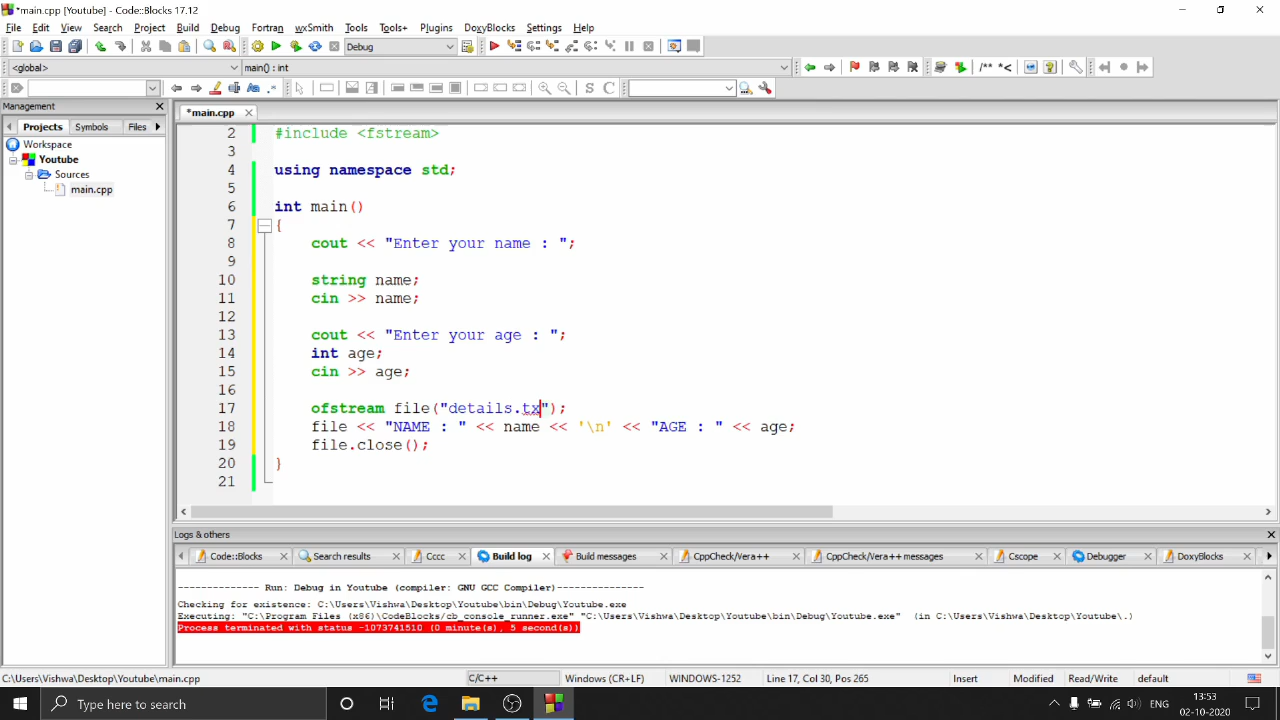 *main.cpp [Youtube] - Code::Blocks 17.12
File Edit View Search Project Build Debug Fortran wxSmith Tools Tools+ Plugins DoxyBlocks Settings Help
Debug
<global> main() : int
/** *<
S C
Management
*main.cpp
Projects Symbols Files
Workspace
Youtube
Sources
main.cpp
2 #include <fstream>
3
4 using namespace std;
5
6 int main()
7 {
8 cout << "Enter your name : ";
9
10 string name;
11 cin >> name;
12
13 cout << "Enter your age : ";
14 int age;
15 cin >> age;
16
17 ofstream file("details.tx");
18 file << "NAME : " << name << '\n' << "AGE : " << age;
19 file.close();
20 }
21
Logs & others
Code::Blocks Search results Cccc Build log Build messages CppCheck/Vera++ CppCheck/Vera++ messages Cscope Debugger DoxyBlocks
-------------- Run: Debug in Youtube (compiler: GNU GCC Compiler)---------------
Checking for existence: C:\Users\Vishwa\Desktop\Youtube\bin\Debug\Youtube.exe
Executing: "C:\Program Files (x86)\CodeBlocks/cb_console_runner.exe" "C:\Users\Vishwa\Desktop\Youtube\bin\Debug\Youtube.exe" (in C:\Users\Vishwa\Desktop\Youtube\.)
Process terminated with status -1073741510 (0 minute(s), 5 second(s))
C:\Users\Vishwa\Desktop\Youtube\main.cpp C/C++ Windows (CR+LF) WINDOWS-1252 Line 17, Col 30, Pos 265 Insert Modified Read/Write default
Type here to search
ENG
13:53
02-10-2020